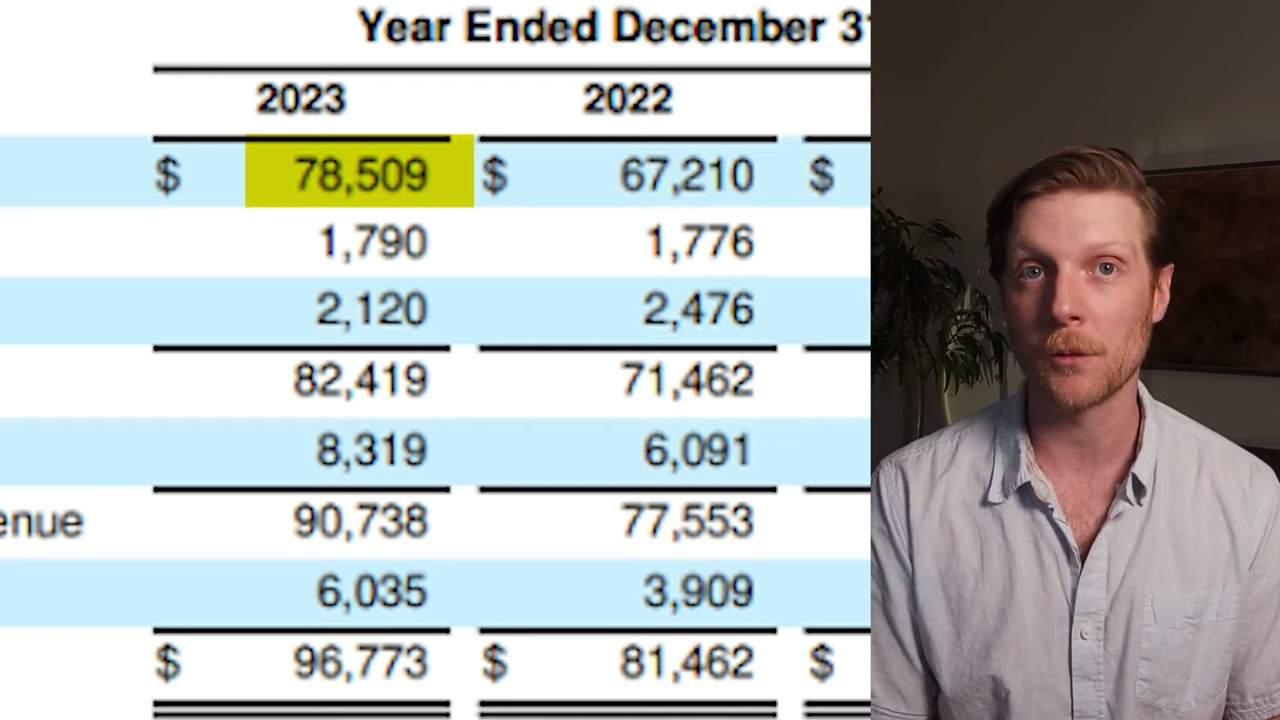 Year Ended December 31
2023 2022
$ 78,509 $ 67,210 $
1,790 1,776
2,120 2,476
82,419 71,462
8,319 6,091
enue 90,738 77,553
6,035 3,909
$ 96,773 $ 81,462 $